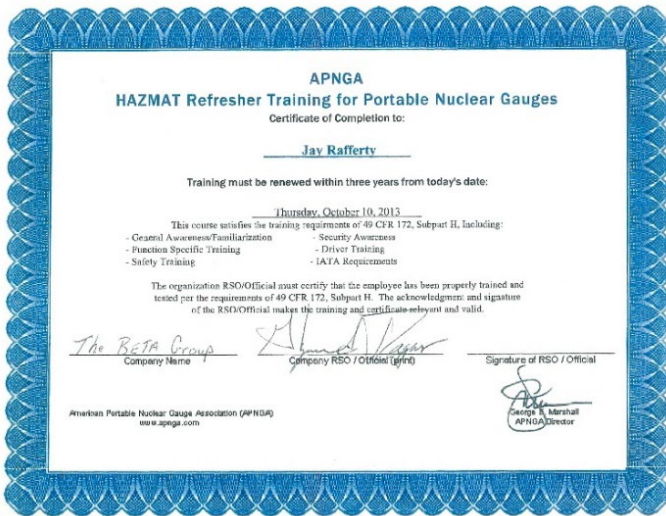 APNGA
HAZMAT Refresher Training for Portable Nuclear Gauges
Certificate of Completion to:
Jay Rafferty
Training must be renewed within three years from today's date:
Thursday, October 10, 2013
This course satisfies the training requirments of 49 CFR 172, Subpart H, Including:
- General Awareness/Familiarization - Security Awareness
- Function Specific Training - Driver Training
- Safety Training - IATA Requirements
The organization RSO/Official must certify that the employee has been properly trained and
tested per the requirements of 49 CFR 172, Subpart H. The acknowledgment and signature
of the RSO/Official makes the training and certificate relevant and valid.
The BETA Group
Company Name Company RSO / Official (print) Signature of RSO / Official
American Portable Nuclear Gauge Association (APNGA)
www.apnga.com
George Marshall
APNGA Director